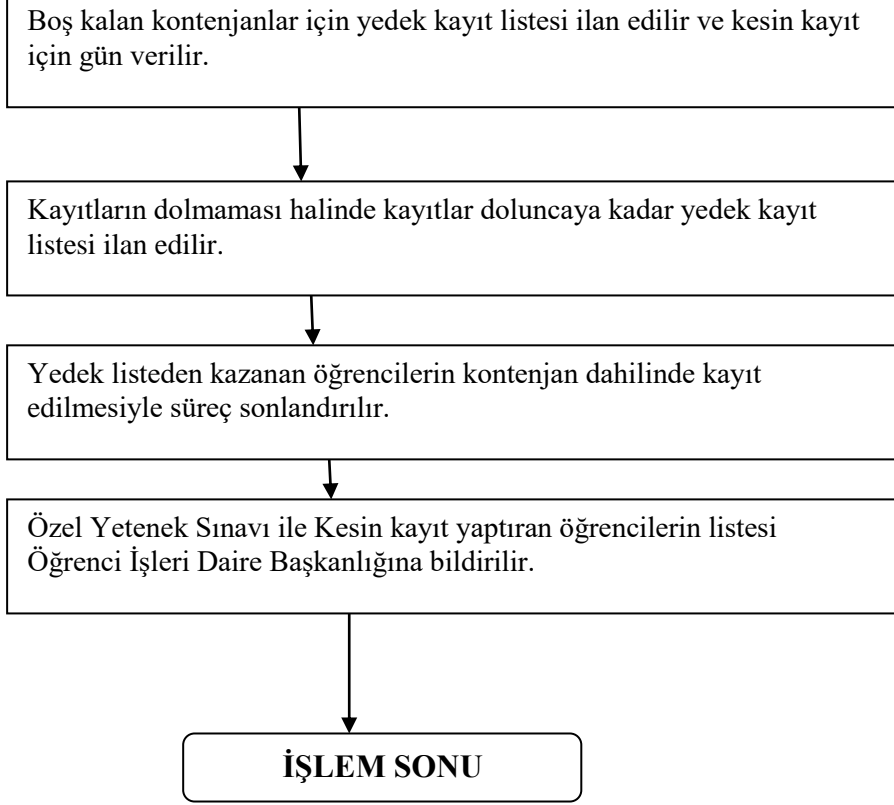 Boş kalan kontenjanlar için yedek kayıt listesi ilan edilir ve kesin kayıt
için gün verilir.
Kayıtların dolmaması halinde kayıtlar doluncaya kadar yedek kayıt
listesi ilan edilir.
Yedek listeden kazanan öğrencilerin kontenjan dahilinde kayıt
edilmesiyle süreç sonlandırılır.
Özel Yetenek Sınavı ile Kesin kayıt yaptıran öğrencilerin listesi
Öğrenci İşleri Daire Başkanlığına bildirilir.
İŞLEM SONU